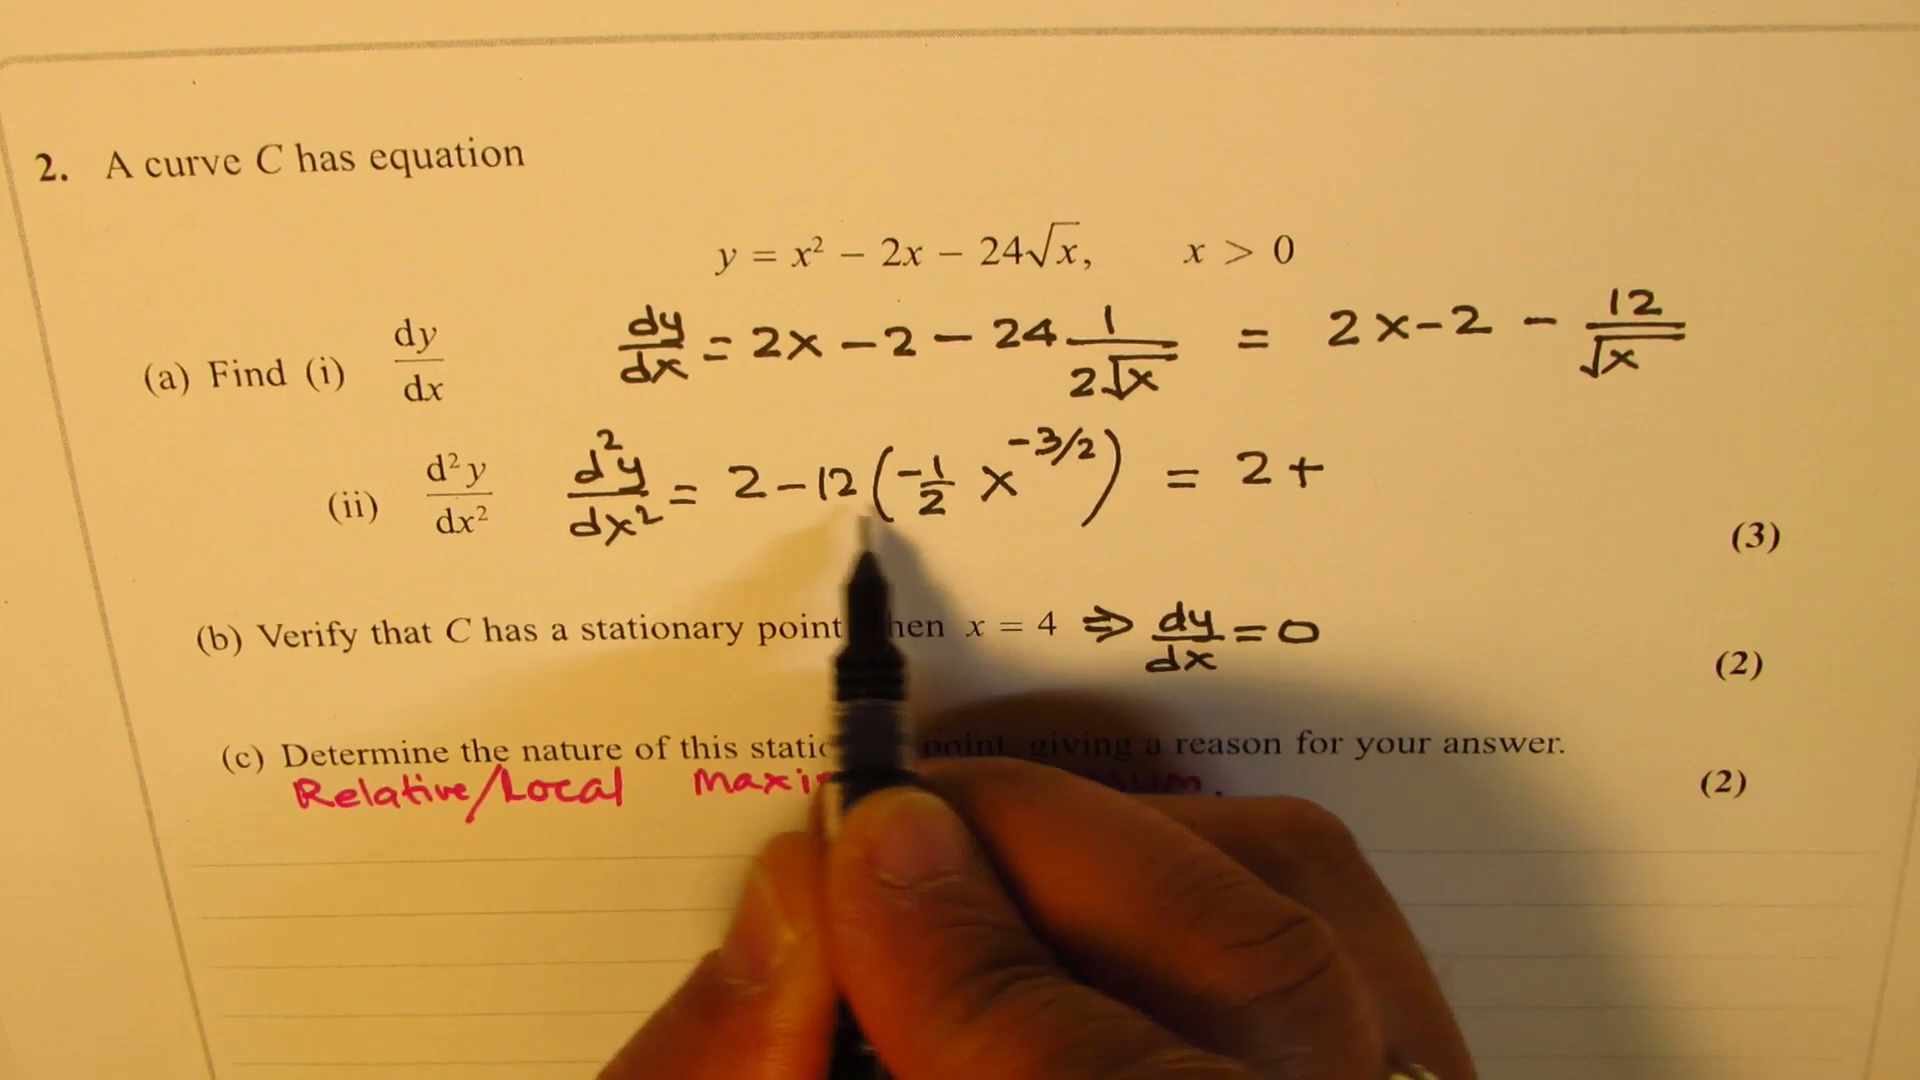 2. A curve C has equation
y = x² − 2x − 24√x, x > 0
(a) Find (i) dy/dx dy/dx = 2x − 2 − 24 1/(2√x) = 2x − 2 − 12/√x
(ii) d²y/dx² d²y/dx² = 2 − 12(−1/2 x^(−3/2)) = 2 +
(3)
(b) Verify that C has a stationary point x = 4 ⇒ dy/dx = 0
(2)
(c) Determine the nature of this point, giving a reason for your answer.
Relative/Local
(2)